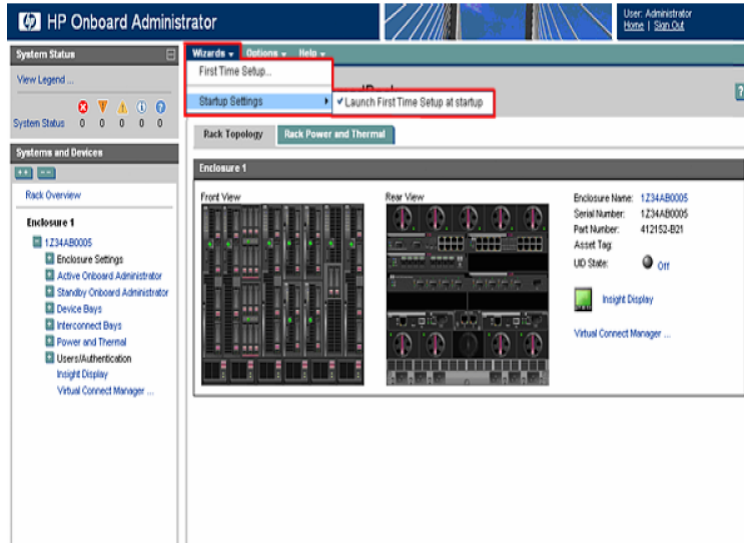 HP Onboard Administrator
User: Administrator
Home | Sign Out
System Status
Wizards Options Help
View Legend ...
First Time Setup...
Startup Settings
Launch First Time Setup at startup
System Status 0 0 0 0 0
Rack Topology
Rack Power and Thermal
Systems and Devices
Rack Overview
Enclosure 1
1Z34AB0005
Enclosure Settings
Active Onboard Administrator
Standby Onboard Administrator
Device Bays
Interconnect Bays
Power and Thermal
Users/Authentication
Insight Display
Virtual Connect Manager ...
Enclosure 1
Front View
Rear View
Enclosure Name: 1Z34AB0005
Serial Number: 1Z34AB0005
Part Number: 412152-B21
Asset Tag:
UID State: Off
Insight Display
Virtual Connect Manager ...